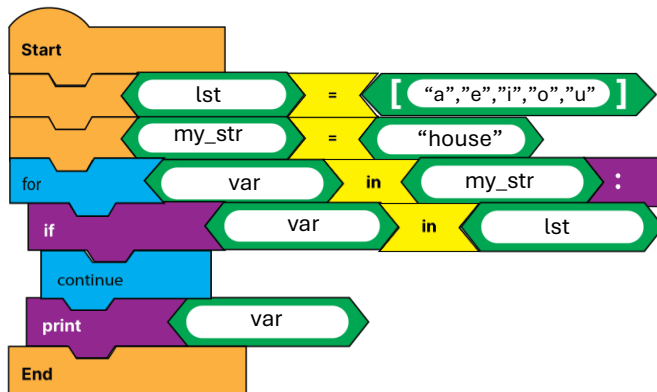 Start
lst = [ “a”,”e”,”i”,”o”,”u” ]
my_str = “house”
for var in my_str :
if var in lst
continue
print var
End